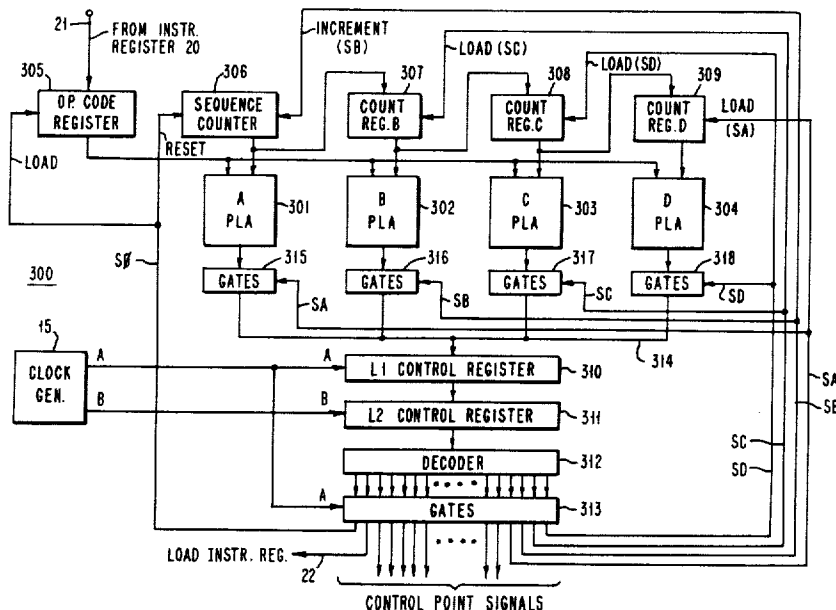 21
FROM INSTR.
REGISTER 20
INCREMENT
(SB)
LOAD(SC)
LOAD(SD)
305
306
307
308
309
OP. CODE
REGISTER
SEQUENCE
COUNTER
COUNT
REG.B
COUNT
REG.C
COUNT
REG.D
LOAD
(SA)
LOAD
RESET
A
PLA
301
B
PLA
302
C
PLA
303
D
PLA
304
315
316
317
318
GATES
GATES
GATES
GATES
300
SØ
SA
SB
SC
SD
314
15
CLOCK
GEN.
A
A
L1 CONTROL REGISTER
310
B
B
L2 CONTROL REGISTER
311
SA
SB
SC
SD
DECODER
312
A
GATES
313
LOAD INSTR. REG.
22
CONTROL POINT SIGNALS